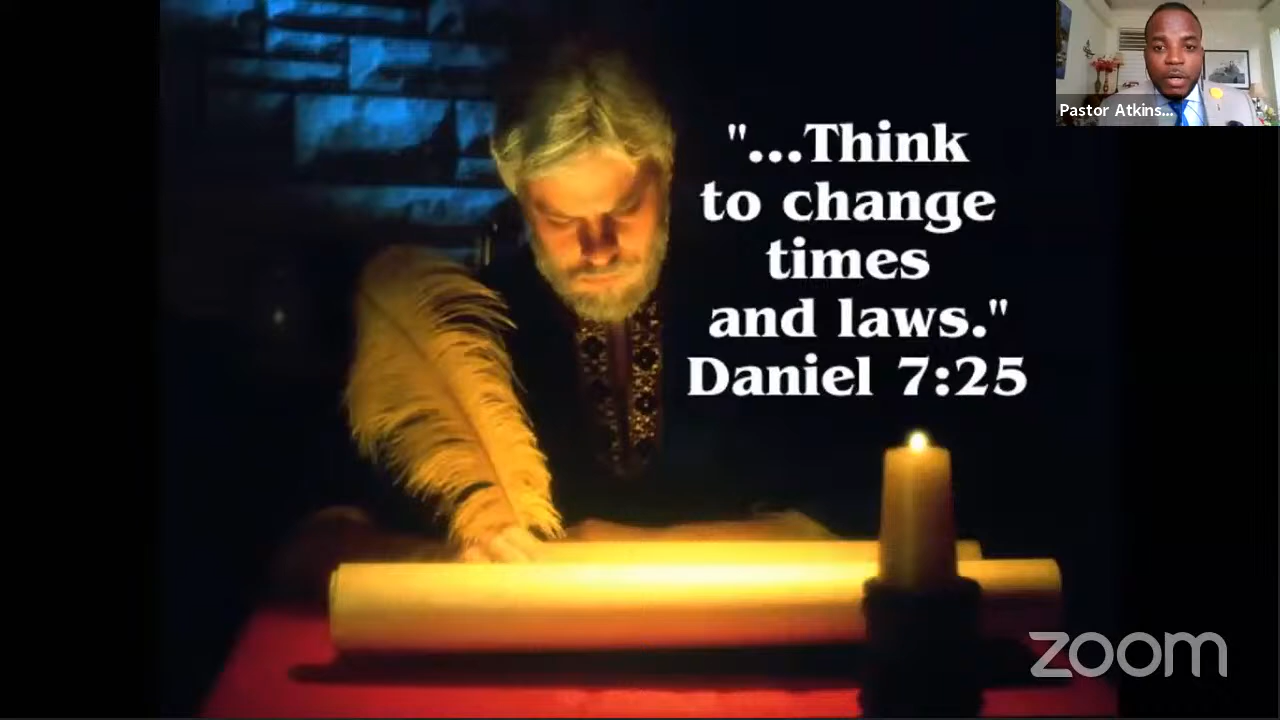 Pastor Atkins...
"...Think
to change
times
and laws."
Daniel 7:25
zoom